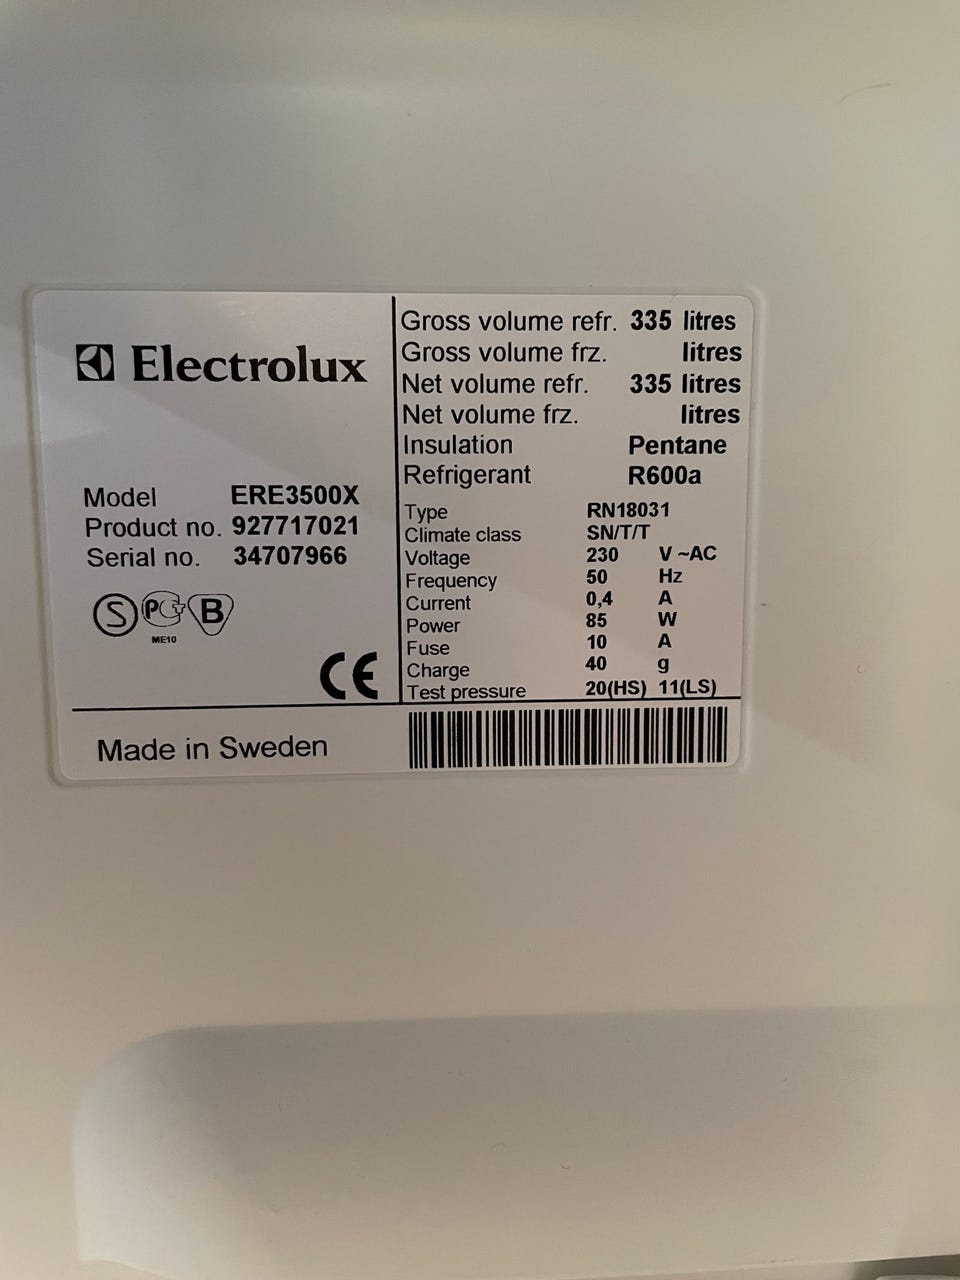 Electrolux
Model ERE3500X
Product no. 927717021
Serial no. 34707966
S PCT B
ME10
CE
Made in Sweden
Gross volume refr. 335 litres
Gross volume frz. litres
Net volume refr. 335 litres
Net volume frz. litres
Insulation Pentane
Refrigerant R600a
Type RN18031
Climate class SN/T/T
Voltage 230 V ~AC
Frequency 50 Hz
Current 0,4 A
Power 85 W
Fuse 10 A
Charge 40 g
Test pressure 20(HS) 11(LS)